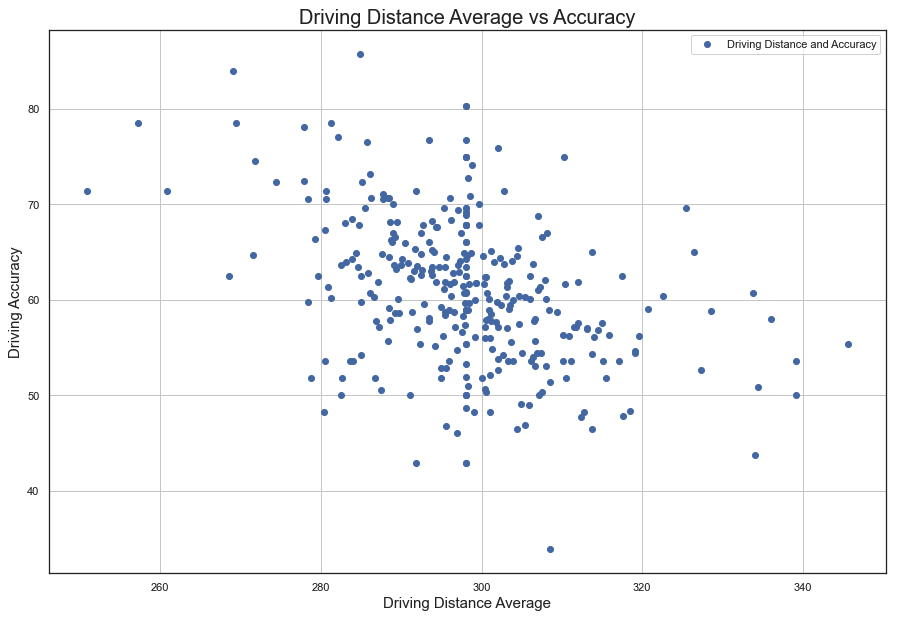 Driving Distance Average vs Accuracy
Driving Distance and Accuracy
80
70
60
50
40
Driving Accuracy
260 280 300 320 340
Driving Distance Average